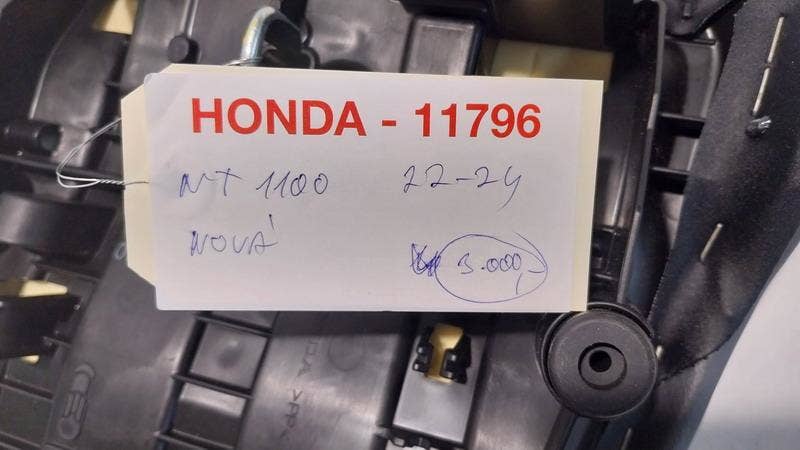 HONDA - 11796
NT 1100 22-24
NOVÁ
3.000,-